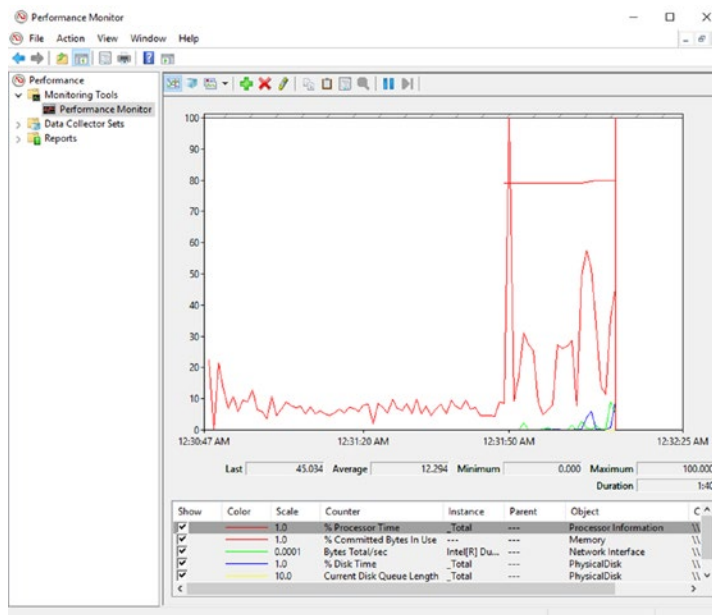 Performance Monitor
File Action View Window Help
Performance
Monitoring Tools
Performance Monitor
Data Collector Sets
Reports
100
90
80
70
60
50
40
30
20
10
0
12:30:47 AM 12:31:20 AM 12:31:50 AM 12:32:25 AM
Last 45.034 Average 12.294 Minimum 0.000 Maximum 100.000
Duration 1:40
Show Color Scale Counter Instance Parent Object C
1.0 % Processor Time _Total --- Processor Information \\
1.0 % Committed Bytes In Use --- --- Memory \\
0.0001 Bytes Total/sec Intel[R] Du... --- Network Interface \\
1.0 % Disk Time _Total --- PhysicalDisk \\
10.0 Current Disk Queue Length _Total --- PhysicalDisk \\